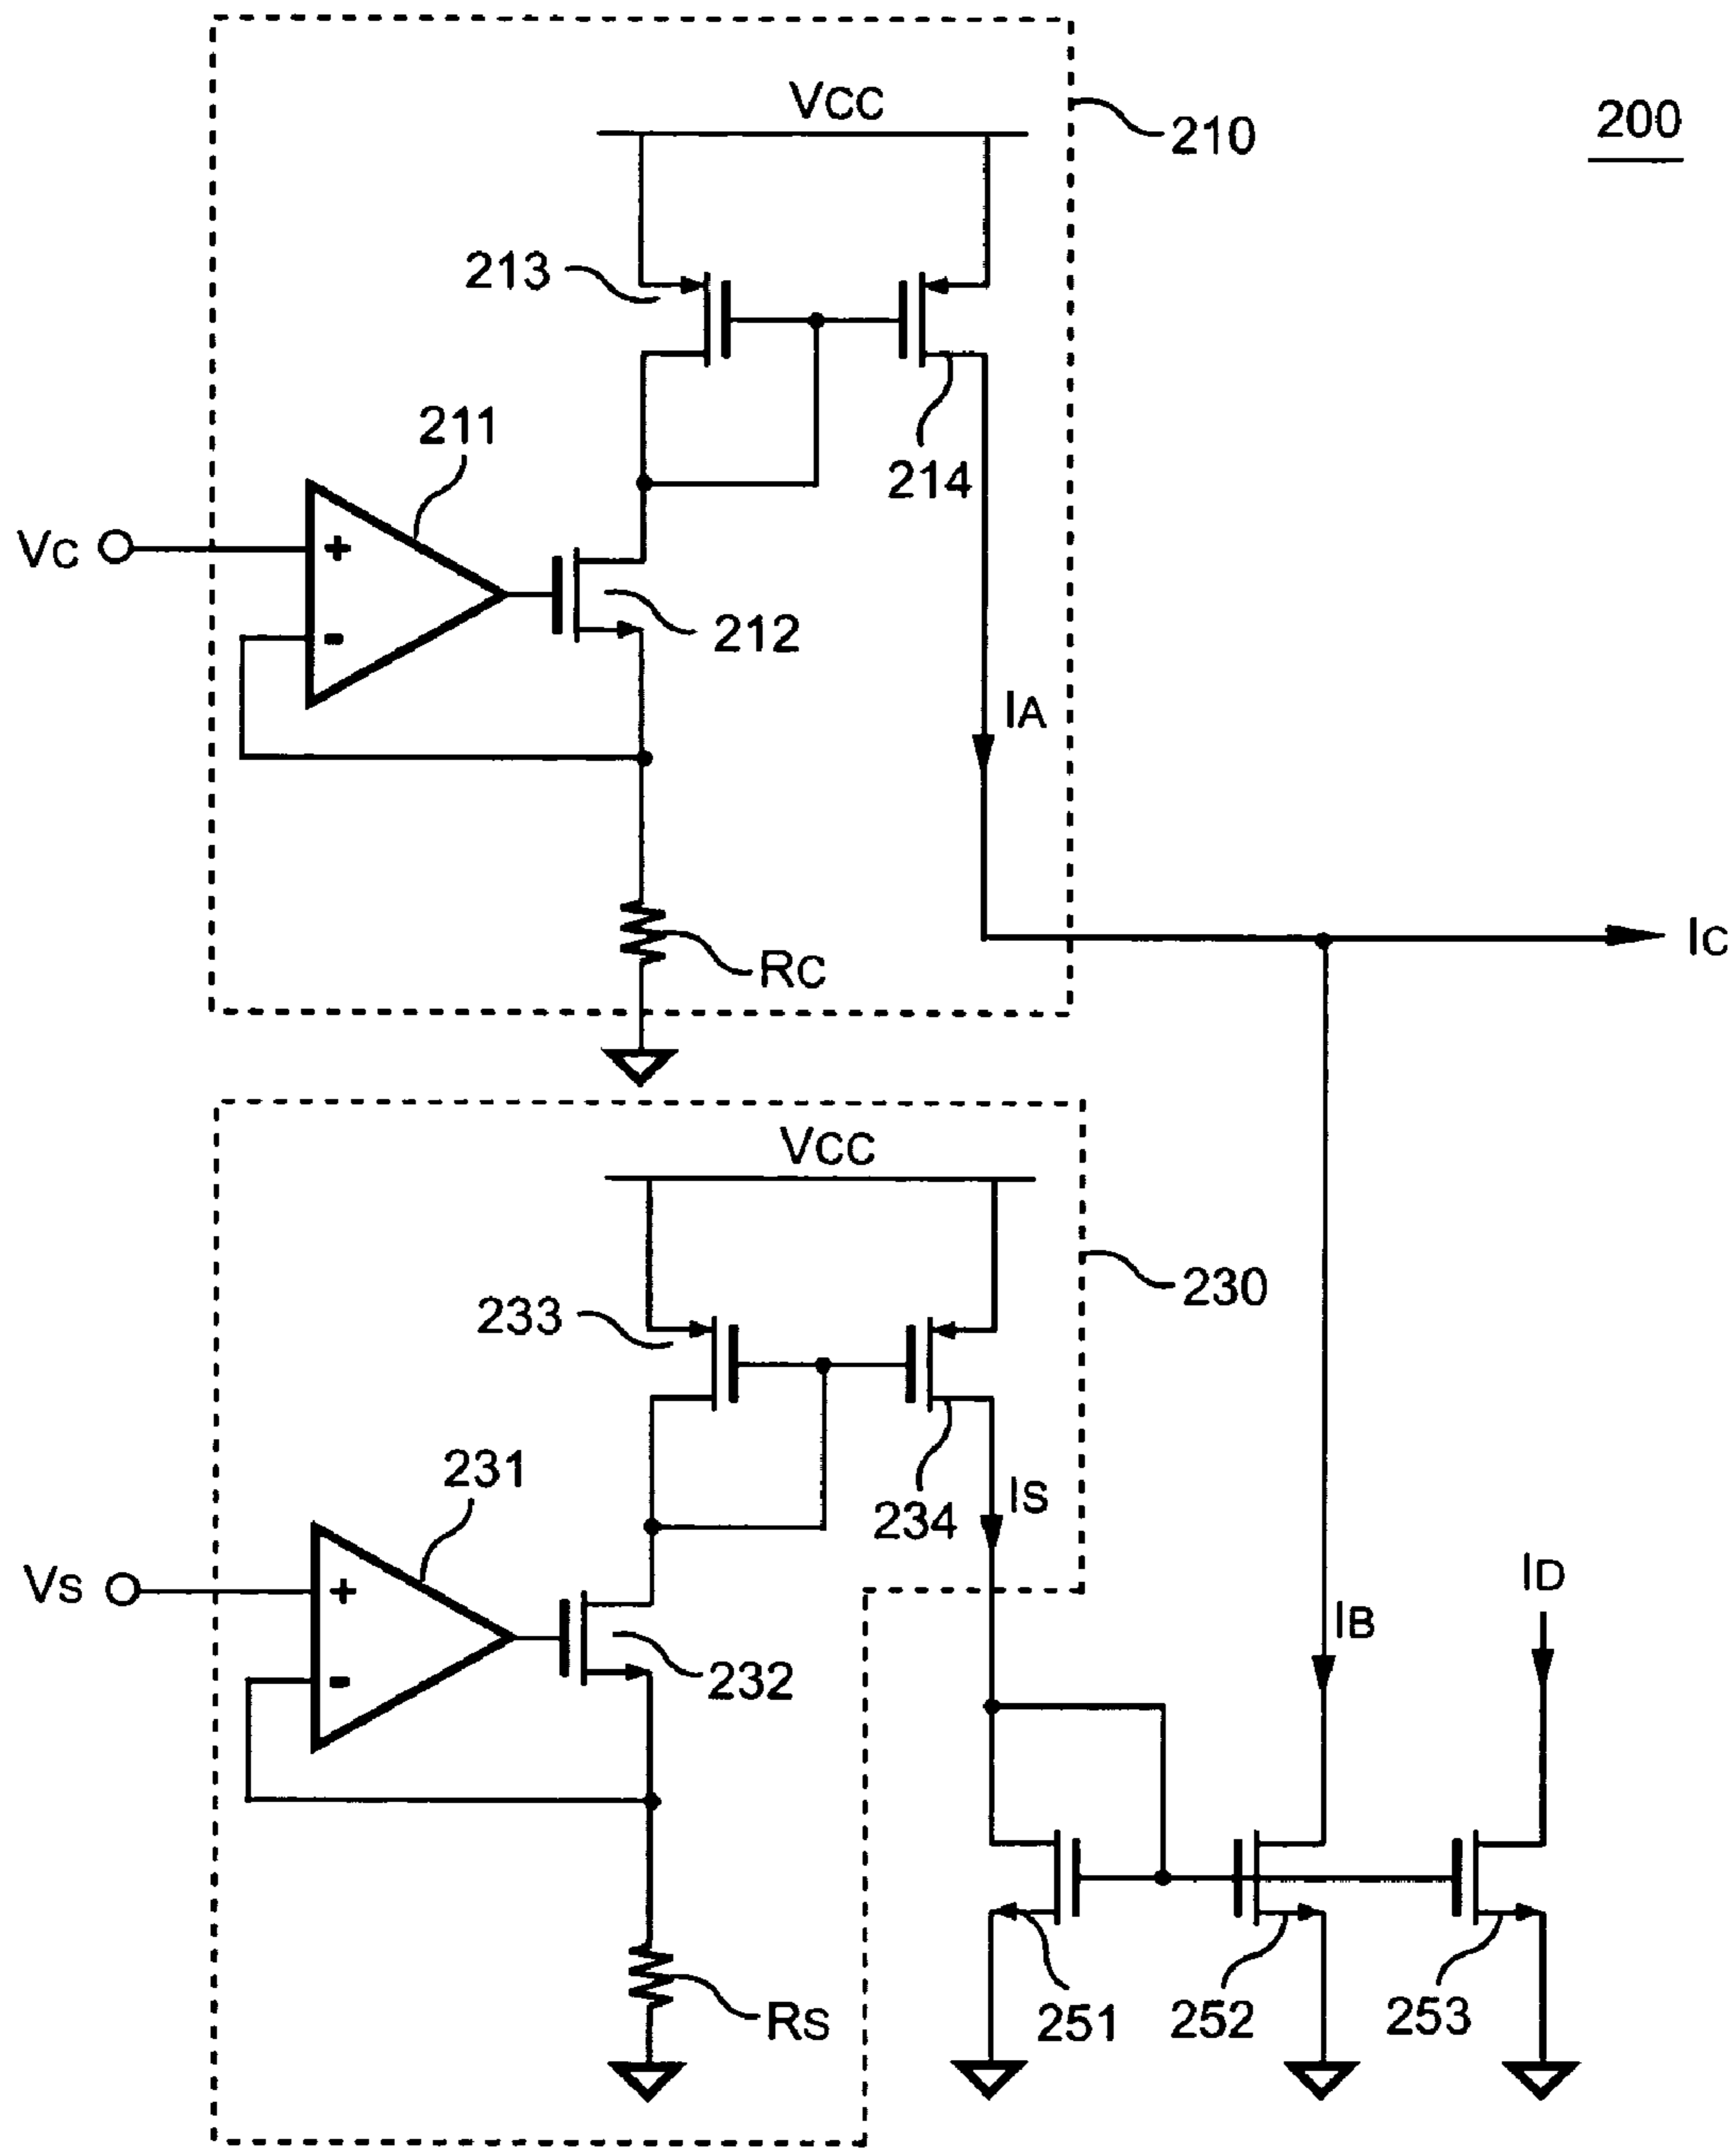 VCC
210
200
213
214
211
VC
+
-
212
IA
RC
IC
VCC
230
233
234
IS
231
VS
+
-
232
ID
IB
RS
251
252
253